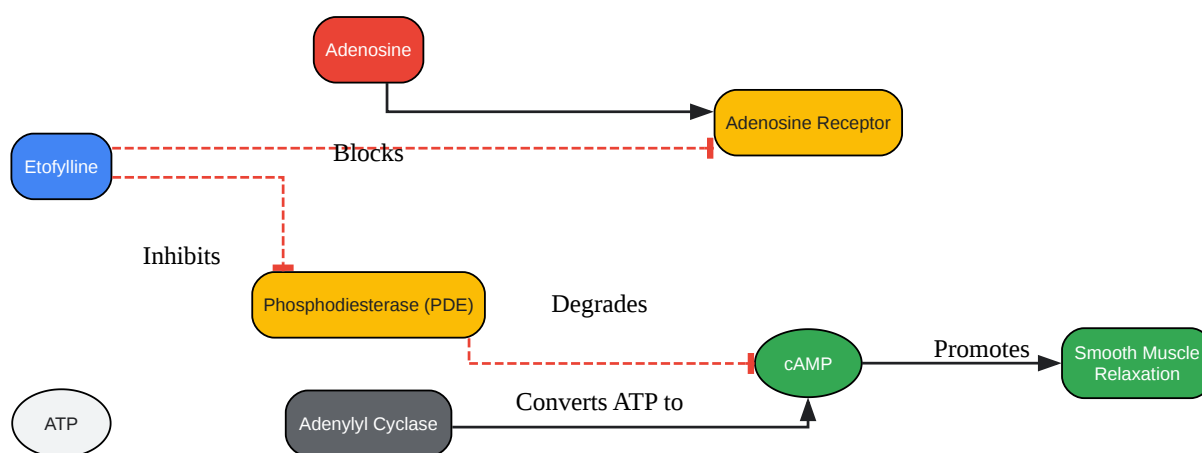 Adenosine
Adenosine Receptor
Blocks
Etofylline
Inhibits
Phosphodiesterase (PDE)
Degrades
Promotes
Smooth Muscle
Relaxation
cAMP
Converts ATP to
ATP
Adenylyl Cyclase